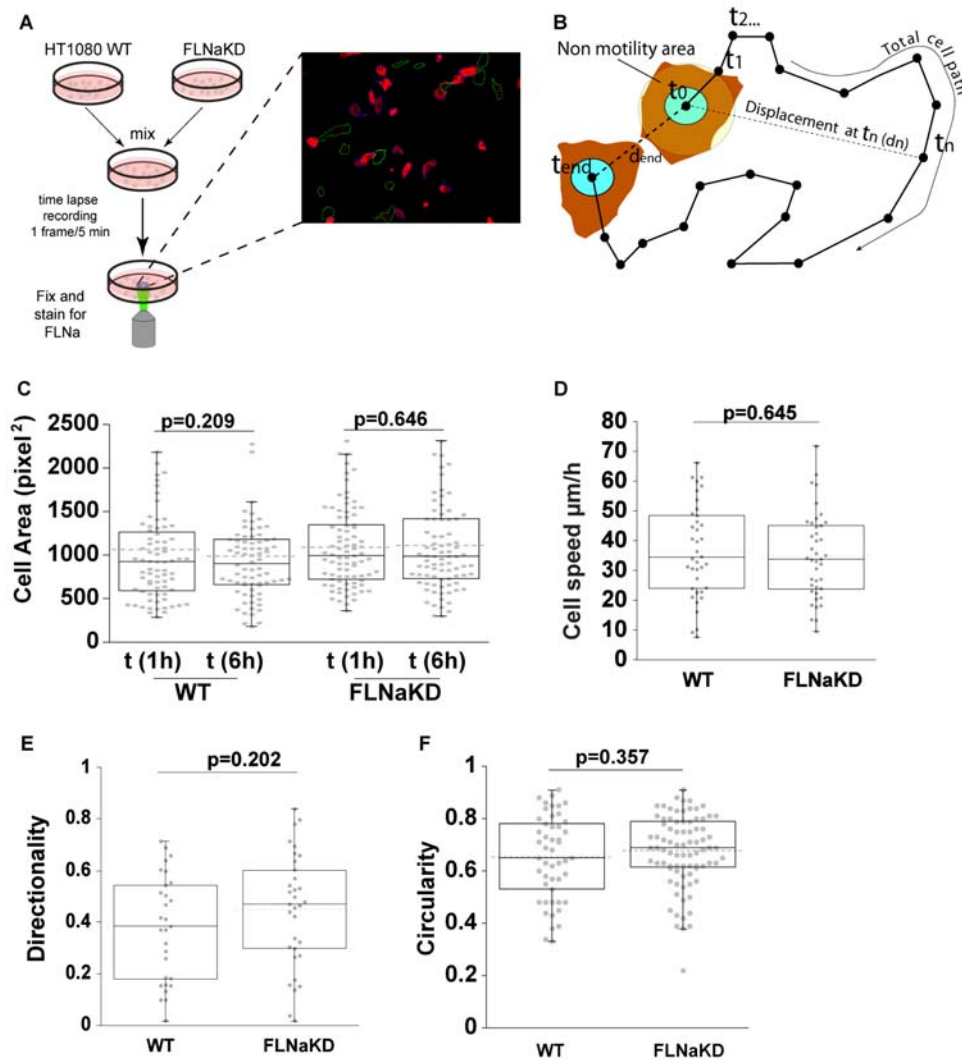 A
HT1080 WT
FLNaKD
mix
time lapse
recording
1 frame/5 min
Fix and
stain for
FLNa
B
Non motility area
t0
t1
t2...
Total cell path
Displacement at tn (dn)
tn
tend
dend
C
Cell Area (pixel²)
2500
2000
1500
1000
500
0
p=0.209
p=0.646
t (1h)
t (6h)
t (1h)
t (6h)
WT
FLNaKD
D
Cell speed µm/h
80
70
60
50
40
30
20
10
0
p=0.645
WT
FLNaKD
E
Directionality
1
0.8
0.6
0.4
0.2
0
p=0.202
WT
FLNaKD
F
Circularity
1
0.8
0.6
0.4
0.2
0
p=0.357
WT
FLNaKD